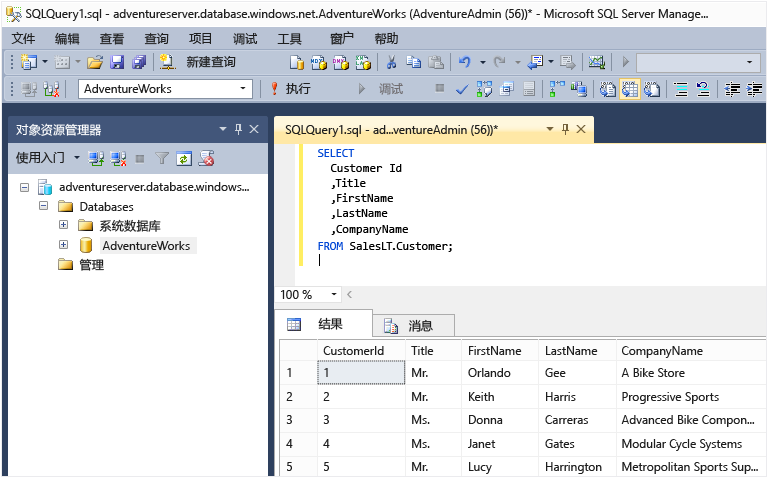 SQLQuery1.sql - adventureserver.database.windows.net.AdventureWorks (AdventureAdmin (56))* - Microsoft SQL Server Manage...
文件 编辑 查看 查询 项目 调试 工具 窗户 帮助
新建查询
AdventureWorks 执行 调试
对象资源管理器
使用入门
adventureserver.database.windows...
Databases
系统数据库
AdventureWorks
管理
SQLQuery1.sql - ad...ventureAdmin (56))*
SELECT
Customer Id
,Title
,FirstName
,LastName
,CompanyName
FROM SalesLT.Customer;
100 %
结果 消息
CustomerId Title FirstName LastName CompanyName
1 1 Mr. Orlando Gee A Bike Store
2 2 Mr. Keith Harris Progressive Sports
3 3 Ms. Donna Carreras Advanced Bike Compon...
4 4 Ms. Janet Gates Modular Cycle Systems
5 5 Mr. Lucy Harrington Metropolitan Sports Sup...